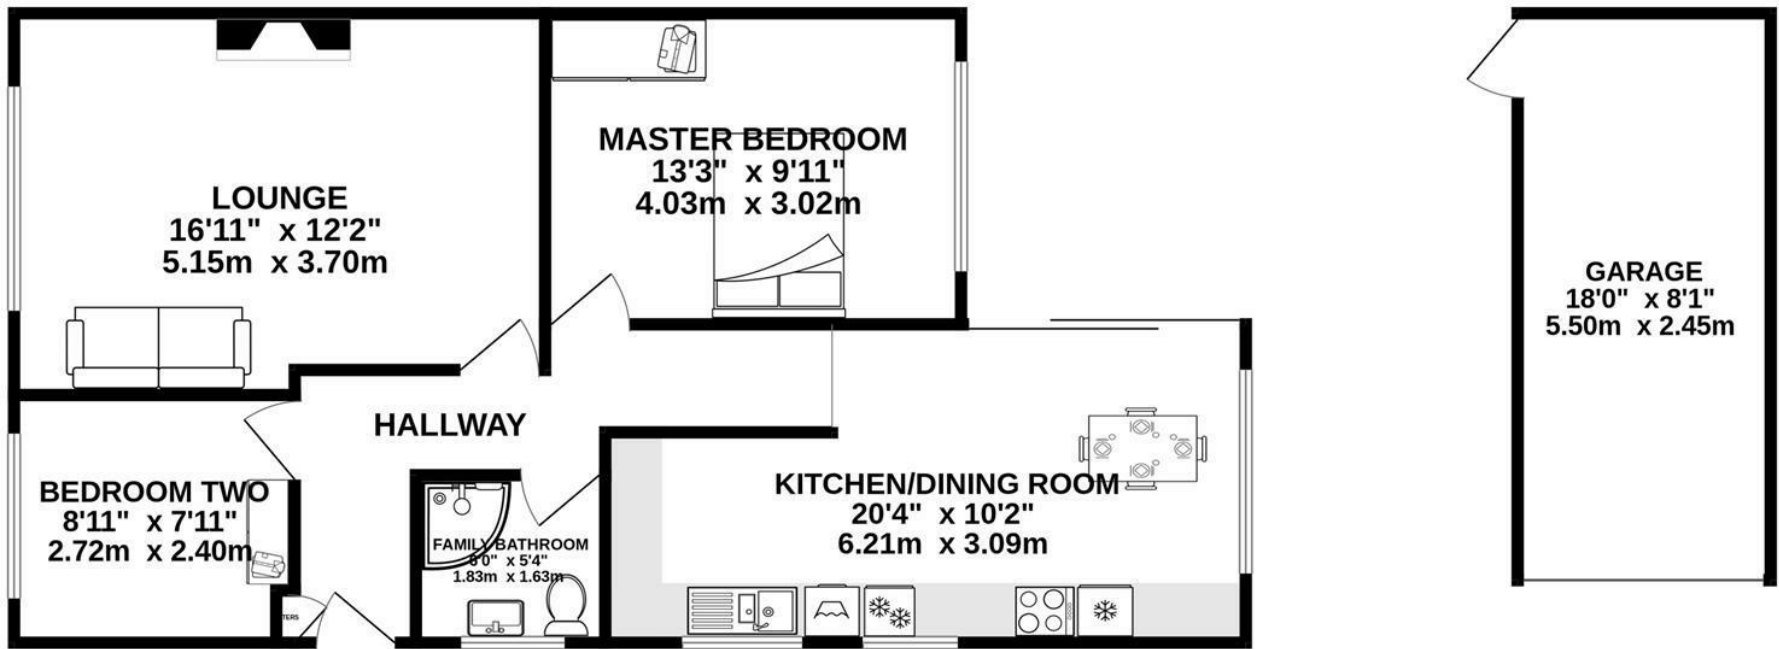 LOUNGE
16'11" x 12'2"
5.15m x 3.70m
MASTER BEDROOM
13'3" x 9'11"
4.03m x 3.02m
GARAGE
18'0" x 8'1"
5.50m x 2.45m
HALLWAY
BEDROOM TWO
8'11" x 7'11"
2.72m x 2.40m
FAMILY BATHROOM
6'0" x 5'4"
1.83m x 1.63m
KITCHEN/DINING ROOM
20'4" x 10'2"
6.21m x 3.09m
TERS